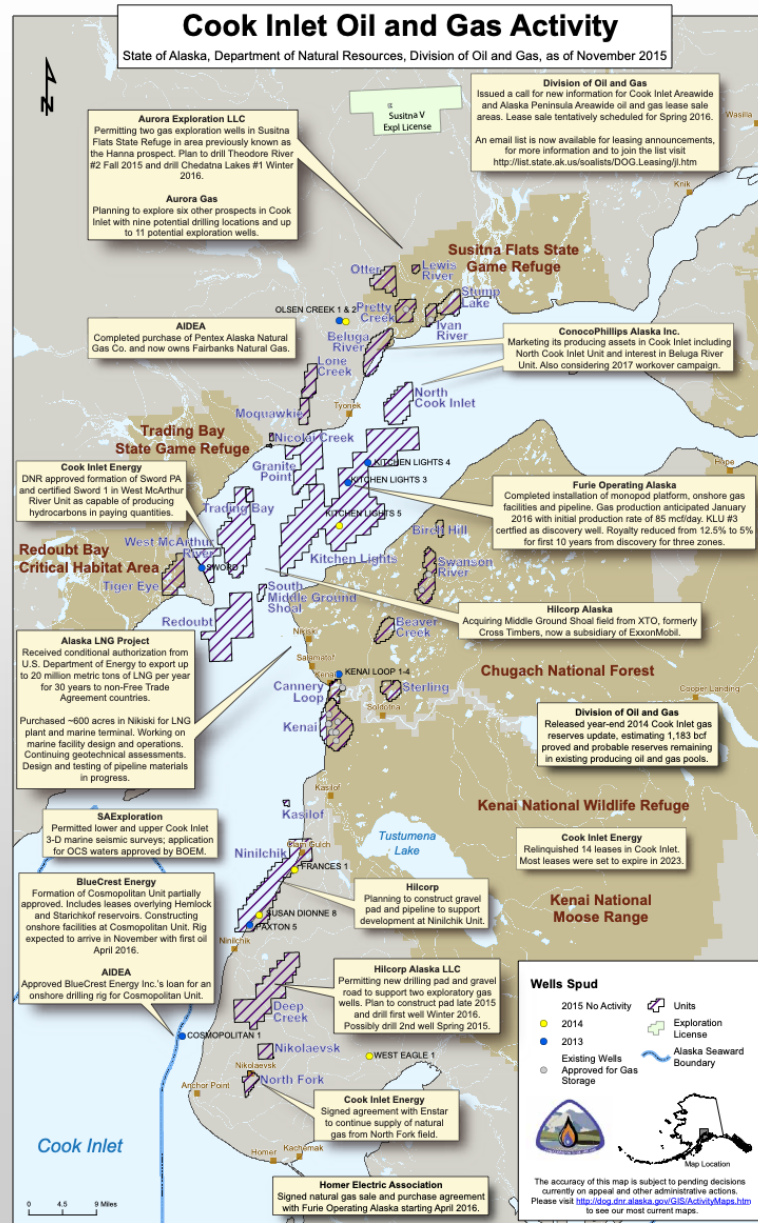 Cook Inlet Oil and Gas Activity
State of Alaska, Department of Natural Resources, Division of Oil and Gas, as of November 2015
N
Susitna V
Expl License
Division of Oil and Gas
Issued a call for new information for Cook Inlet Areawide
and Alaska Peninsula Areawide oil and gas lease sale
areas. Lease sale tentatively scheduled for Spring 2016.
An email list is now available for leasing announcements,
for more information and to join the list visit
http://list.state.ak.us/soalists/DOG.Leasing/jl.htm
Wasilla
Knik
Aurora Exploration LLC
Permitting two gas exploration wells in Susitna
Flats State Refuge in area previously known as
the Hanna prospect. Plan to drill Theodore River
#2 Fall 2015 and drill Chedatna Lakes #1 Winter
2016.
Aurora Gas
Planning to explore six other prospects in Cook
Inlet with nine potential drilling locations and up
to 11 potential exploration wells.
Susitna Flats State
Game Refuge
Otter
Lewis
River
Stump
Lake
OLSEN CREEK 1 & 2
Pretty
Creek
Ivan
River
Beluga
River
AIDEA
Completed purchase of Pentex Alaska Natural
Gas Co. and now owns Fairbanks Natural Gas.
ConocoPhillips Alaska Inc.
Marketing its producing assets in Cook Inlet including
North Cook Inlet Unit and interest in Beluga River
Unit. Also considering 2017 workover campaign.
Lone
Creek
North
Cook Inlet
Moquawkie
Tyonek
Trading Bay
State Game Refuge
Nicolai Creek
Granite
Point
KITCHEN LIGHTS 4
KITCHEN LIGHTS 3
KITCHEN LIGHTS 5
Kitchen Lights
Hope
Cook Inlet Energy
DNR approved formation of Sword PA
and certified Sword 1 in West McArthur
River Unit as capable of producing
hydrocarbons in paying quantities.
Furie Operating Alaska
Completed installation of monopod platform, onshore gas
facilities and pipeline. Gas production anticipated January
2016 with initial production rate of 85 mcf/day. KLU #3
certfied as discovery well. Royalty reduced from 12.5% to 5%
for first 10 years from discovery for three zones.
Trading Bay
West McArthur
River
SWORD 1
Redoubt Bay
Critical Habitat Area
Tiger Eye
Birch Hill
Swanson
River
South
Middle Ground
Shoal
Redoubt
Hilcorp Alaska
Acquiring Middle Ground Shoal field from XTO, formerly
Cross Timbers, now a subsidiary of ExxonMobil.
Beaver
Creek
Nikiski
Salamatof
Kenai
KENAI LOOP 1-4
Chugach National Forest
Cooper Landing
Alaska LNG Project
Received conditional authorization from
U.S. Department of Energy to export up
to 20 million metric tons of LNG per year
for 30 years to non-Free Trade
Agreement countries.
Purchased ~600 acres in Nikiski for LNG
plant and marine terminal. Working on
marine facility design and operations.
Continuing geotechnical assessments.
Design and testing of pipeline materials
in progress.
Cannery
Loop
Sterling
Soldotna
Kenai
Division of Oil and Gas
Released year-end 2014 Cook Inlet gas
reserves update, estimating 1,183 bcf
proved and probable reserves remaining
in existing producing oil and gas pools.
Kasilof
Kasilof
Kenai National Wildlife Refuge
SAExploration
Permitted lower and upper Cook Inlet
3-D marine seismic surveys; application
for OCS waters approved by BOEM.
Tustumena
Lake
Cook Inlet Energy
Relinquished 14 leases in Cook Inlet.
Most leases were set to expire in 2023.
Ninilchik
Clam Gulch
FRANCES 1
BlueCrest Energy
Formation of Cosmopolitan Unit partially
approved. Includes leases overlying Hemlock
and Starichkof reservoirs. Constructing
onshore facilities at Cosmopolitan Unit. Rig
expected to arrive in November with first oil
April 2016.
AIDEA
Approved BlueCrest Energy Inc.'s loan for an
onshore drilling rig for Cosmopolitan Unit.
Hilcorp
Planning to construct gravel
pad and pipeline to support
development at Ninilchik Unit.
Kenai National
Moose Range
SUSAN DIONNE 8
PAXTON 5
Ninilchik
Hilcorp Alaska LLC
Permitting new drilling pad and gravel
road to support two exploratory gas
wells. Plan to construct pad late 2015
and drill first well Winter 2016.
Possibly drill 2nd well Spring 2015.
Deep
Creek
COSMOPOLITAN 1
Nikolaevsk
WEST EAGLE 1
Nikolaevsk
North Fork
Anchor Point
Cook Inlet Energy
Signed agreement with Enstar
to continue supply of natural
gas from North Fork field.
Cook Inlet
Homer
Kachemak
Homer Electric Association
Signed natural gas sale and purchase agreement
with Furie Operating Alaska starting April 2016.
0 4.5 9 Miles
Wells Spud
2015 No Activity
2014
2013
Existing Wells
Approved for Gas
Storage
Units
Exploration
License
Alaska Seaward
Boundary
Map Location
The accuracy of this map is subject to pending decisions
currently on appeal and other administrative actions.
Please visit http://dog.dnr.alaska.gov/GIS/ActivityMaps.htm
to see our most current maps.